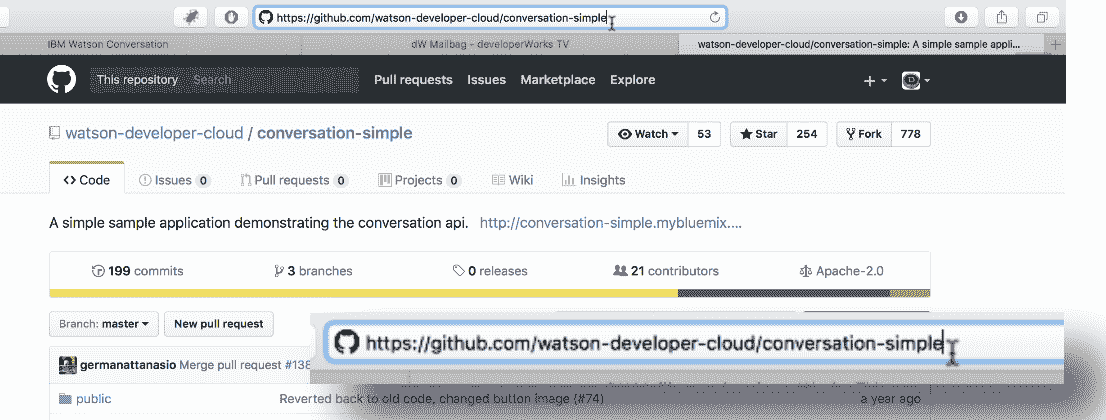 https://github.com/watson-developer-cloud/conversation-simple
IBM Watson Conversation dW Mailbag - developerWorks TV watson-developer-cloud/conversation-simple: A simple sample appli...
This repository Search Pull requests Issues Marketplace Explore
watson-developer-cloud / conversation-simple Watch 53 Star 254 Fork 778
Code Issues 0 Pull requests 0 Projects 0 Wiki Insights
A simple sample application demonstrating the conversation api. http://conversation-simple.mybluemix....
199 commits 3 branches 0 releases 21 contributors Apache-2.0
Branch: master New pull request
https://github.com/watson-developer-cloud/conversation-simple
germanattanasio Merge pull request #138
public Reverted back to old code, changed button image (#74) a year ago